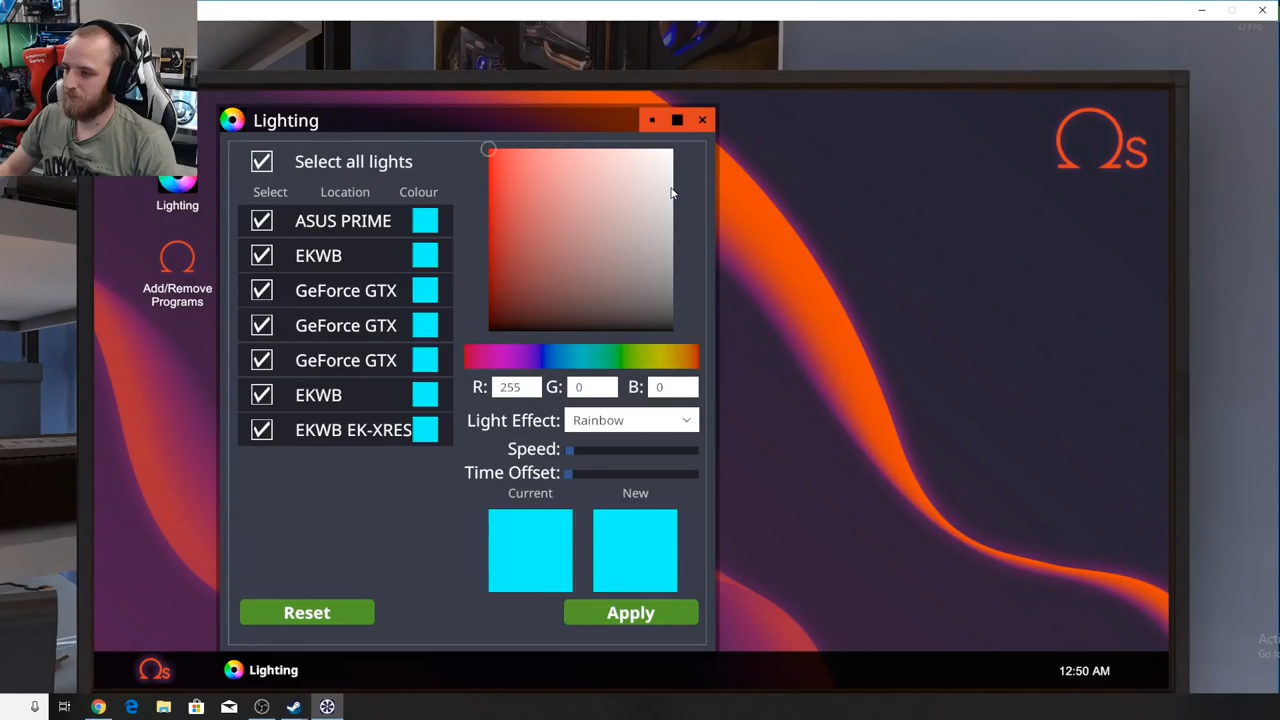 Lighting
Select all lights
Select Location Colour
ASUS PRIME
EKWB
GeForce GTX
GeForce GTX
GeForce GTX
EKWB
EKWB EK-XRES
R: 255 G: 0 B: 0
Light Effect: Rainbow
Speed:
Time Offset:
Current New
Reset Apply
Lighting
Add/Remove
Programs
Ωs
Ωs Lighting 12:50 AM